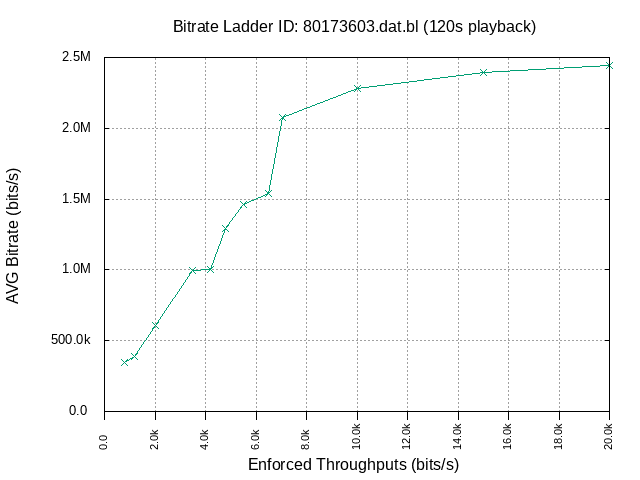 Bitrate Ladder ID: 80173603.dat.bl (120s playback)
2.5M
2.0M
1.5M
1.0M
500.0k
0.0
AVG Bitrate (bits/s)
0.0 2.0k 4.0k 6.0k 8.0k 10.0k 12.0k 14.0k 16.0k 18.0k 20.0k
Enforced Throughputs (bits/s)